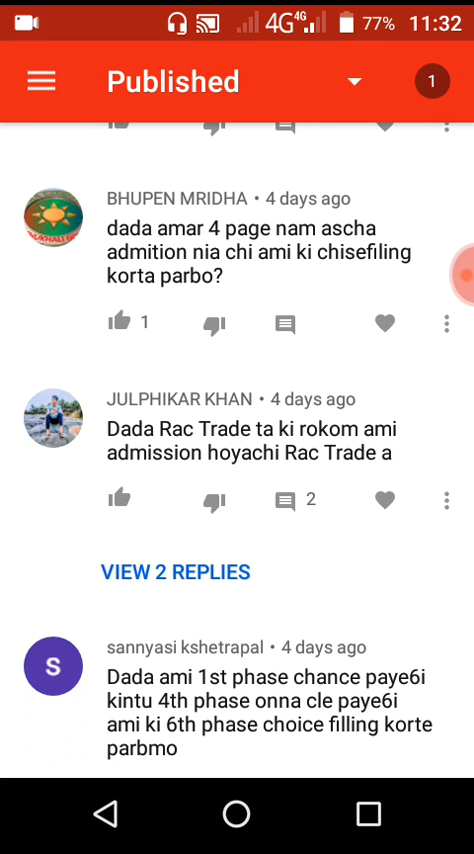 4G 4G 77% 11:32
Published 1
BHUPEN MRIDHA • 4 days ago
dada amar 4 page nam ascha
admition nia chi ami ki chisefiling
korta parbo?
1
JULPHIKAR KHAN • 4 days ago
Dada Rac Trade ta ki rokom ami
admission hoyachi Rac Trade a
2
VIEW 2 REPLIES
S
sannyasi kshetrapal • 4 days ago
Dada ami 1st phase chance paye6i
kintu 4th phase onna cle paye6i
ami ki 6th phase choice filling korte
parbmo